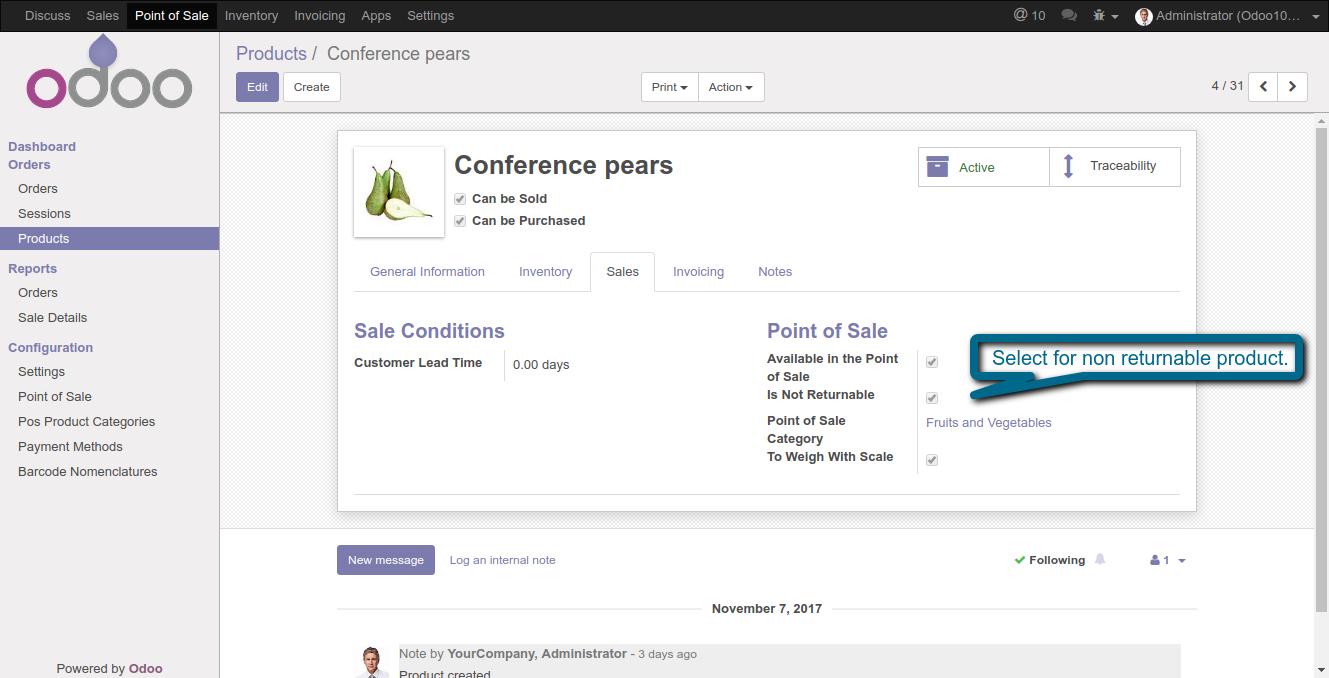 Discuss Sales Point of Sale Inventory Invoicing Apps Settings @ 10 Administrator (Odoo10...
odoo
Products / Conference pears
Edit Create Print Action 4 / 31
Dashboard
Orders
Orders
Sessions
Products
Reports
Orders
Sale Details
Configuration
Settings
Point of Sale
Pos Product Categories
Payment Methods
Barcode Nomenclatures
Powered by Odoo
Conference pears
Can be Sold
Can be Purchased
Active Traceability
General Information Inventory Sales Invoicing Notes
Sale Conditions
Customer Lead Time 0.00 days
Point of Sale
Available in the Point
of Sale
Is Not Returnable
Point of Sale
Category
Fruits and Vegetables
To Weigh With Scale
Select for non returnable product.
New message Log an internal note Following 1
November 7, 2017
Note by YourCompany, Administrator - 3 days ago
Product created